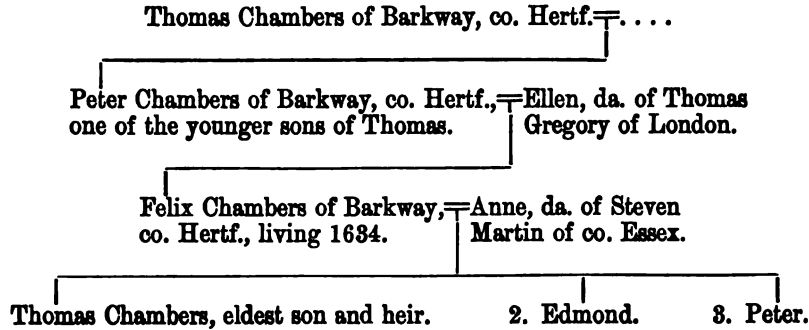 Thomas Chambers of Barkway, co. Hertf.=. . . .
Peter Chambers of Barkway, co. Hertf.,=Ellen, da. of Thomas
one of the younger sons of Thomas. Gregory of London.
Felix Chambers of Barkway,=Anne, da. of Steven
co. Hertf., living 1634. Martin of co. Essex.
Thomas Chambers, eldest son and heir. 2. Edmond. 3. Peter.